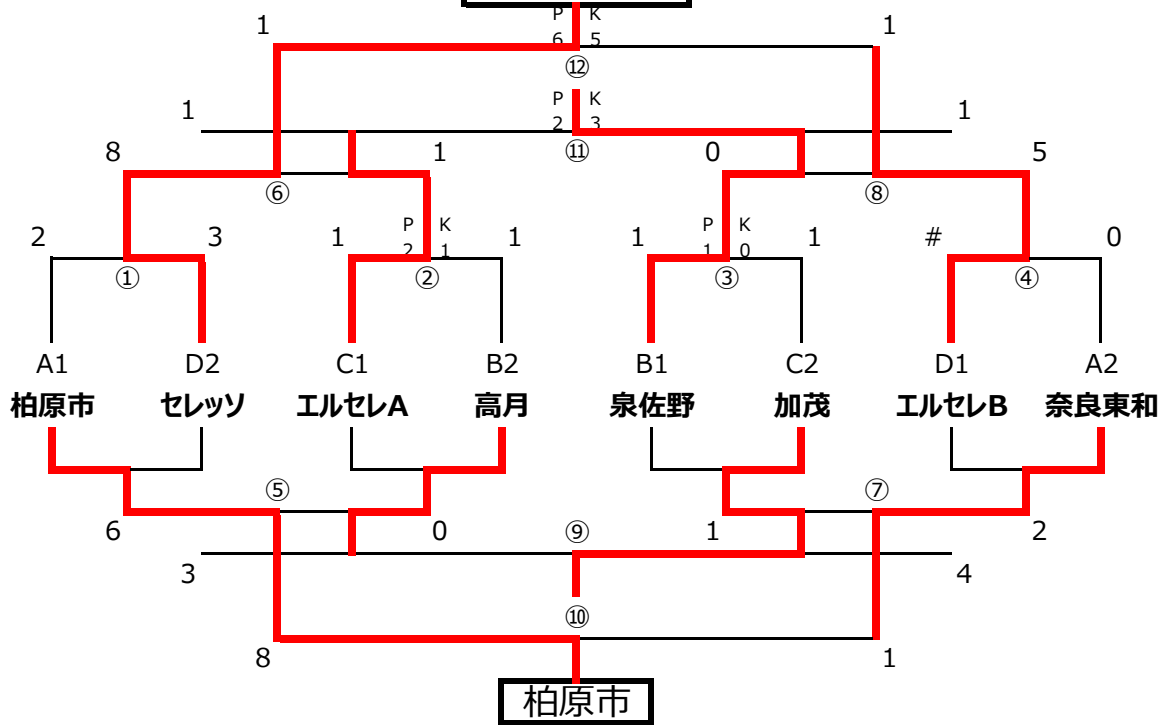 P K
1 6 5 1
⑫
P K
1 2 3 1
8 1 ⑪ 0 5
⑥ ⑧
2 3 1 P K 1 1 P K 1 # 0
2 1 1 0
① ② ③ ④
A1 D2 C1 B2 B1 C2 D1 A2
柏原市 セレッソ エルセレA 高月 泉佐野 加茂 エルセレB 奈良東和
⑤ ⑦
6 0 ⑨ 1 2
3 4
⑩
8 1
柏原市